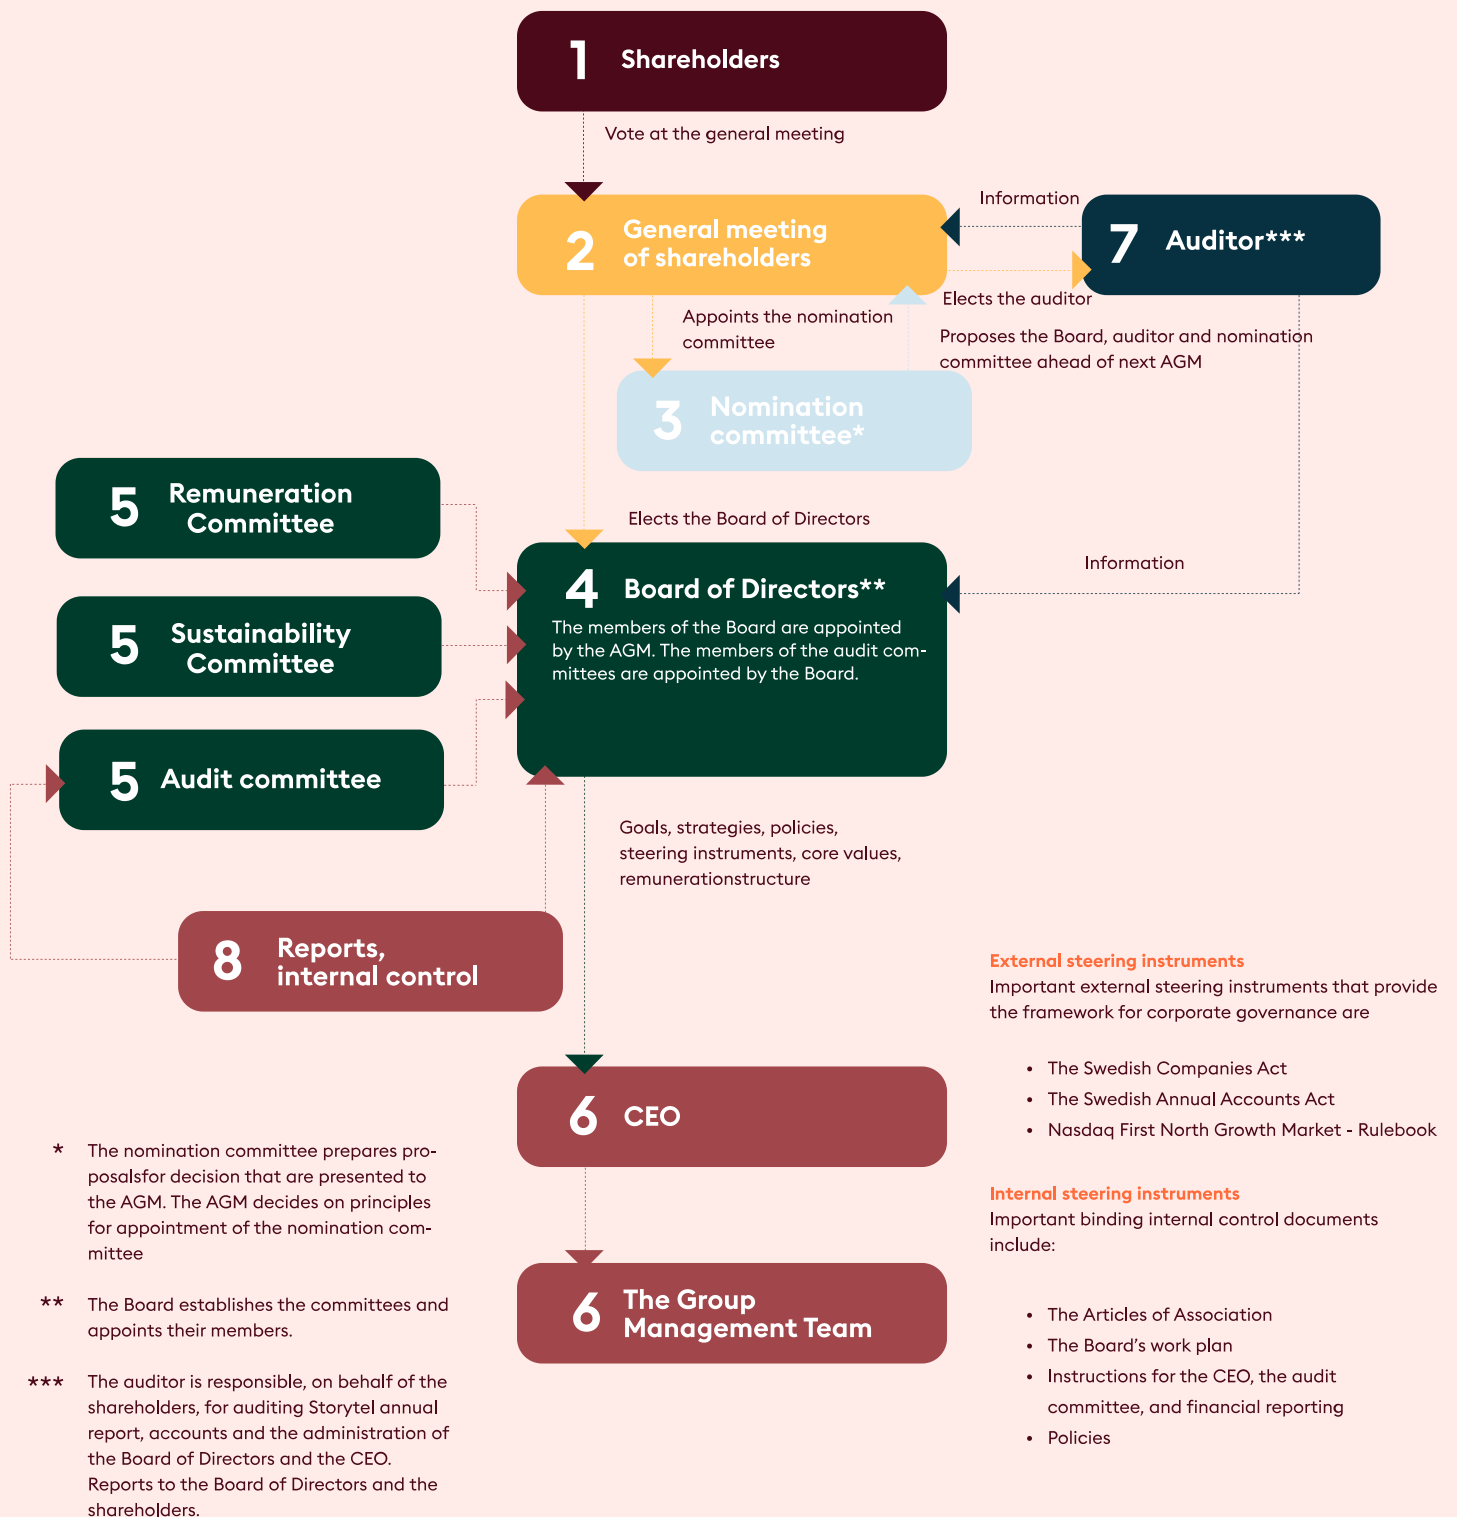 1 Shareholders
Vote at the general meeting
Information
2 General meeting
of shareholders
7 Auditor***
Elects the auditor
Appoints the nomination
committee
Proposes the Board, auditor and nomination
committee ahead of next AGM
3 Nomination
committee*
5 Remuneration
Committee
Elects the Board of Directors
Information
4 Board of Directors**
The members of the Board are appointed
by the AGM. The members of the audit com-
mittees are appointed by the Board.
5 Sustainability
Committee
5 Audit committee
Goals, strategies, policies,
steering instruments, core values,
remunerationstructure
8 Reports,
internal control
6 CEO
6 The Group
Management Team
External steering instruments
Important external steering instruments that provide
the framework for corporate governance are
• The Swedish Companies Act
• The Swedish Annual Accounts Act
• Nasdaq First North Growth Market - Rulebook
Internal steering instruments
Important binding internal control documents
include:
• The Articles of Association
• The Board’s work plan
• Instructions for the CEO, the audit
committee, and financial reporting
• Policies
* The nomination committee prepares pro-
posalsfor decision that are presented to
the AGM. The AGM decides on principles
for appointment of the nomination com-
mittee
** The Board establishes the committees and
appoints their members.
*** The auditor is responsible, on behalf of the
shareholders, for auditing Storytel annual
report, accounts and the administration of
the Board of Directors and the CEO.
Reports to the Board of Directors and the
shareholders.